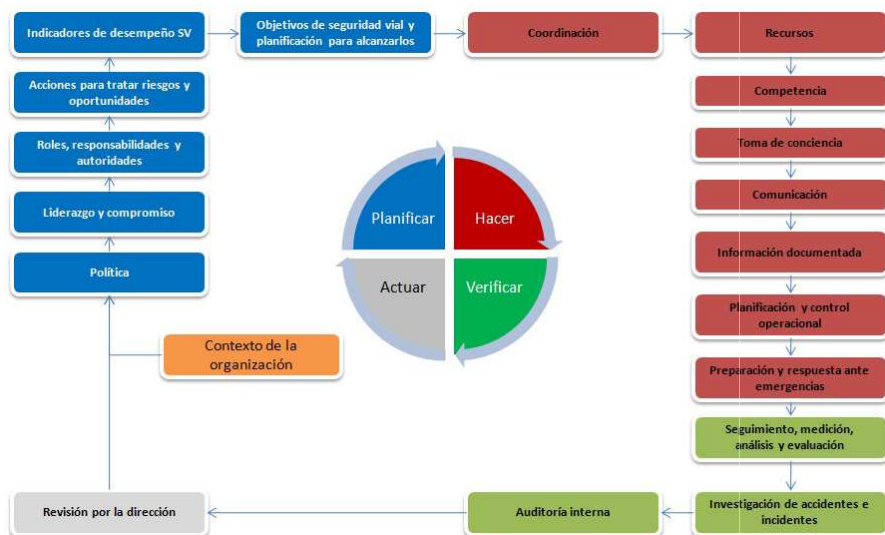 Indicadores de desempeño SV
Objetivos de seguridad vial y
planificación para alcanzarlos
Coordinación
Recursos
Acciones para tratar riesgos y
oportunidades
Competencia
Roles, responsabilidades y
autoridades
Toma de conciencia
Liderazgo y compromiso
Comunicación
Planificar
Hacer
Política
Información documentada
Actuar
Verificar
Planificación y control
operacional
Contexto de la
organización
Preparación y respuesta ante
emergencias
Seguimiento, medición,
análisis y evaluación
Revisión por la dirección
Auditoría interna
Investigación de accidentes e
incidentes